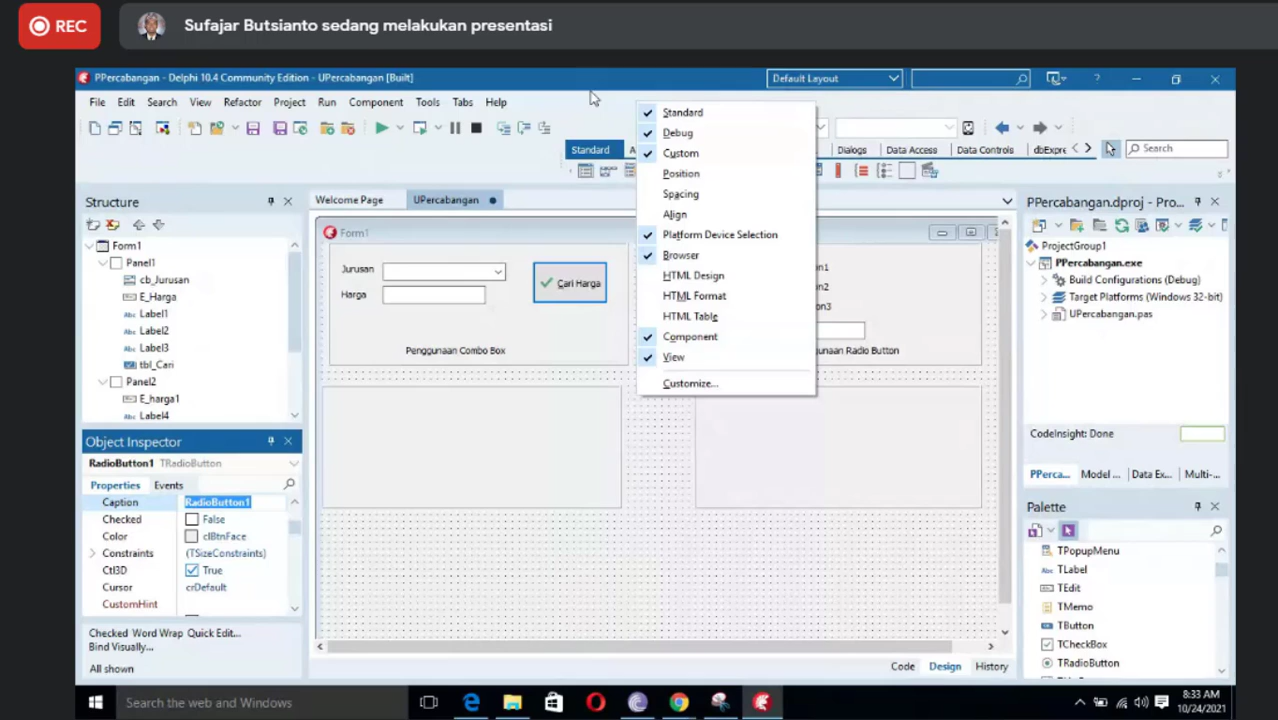 REC
Sufajar Butsianto sedang melakukan presentasi
PPercabangan - Delphi 10.4 Community Edition - UPercabangan [Built]
Default Layout
File Edit Search View Refactor Project Run Component Tools Tabs Help
Standard
Dialogs
Data Access
Data Controls
dbExpre
Search
Standard
Debug
Custom
Position
Spacing
Align
Platform Device Selection
Browser
HTML Design
HTML Format
HTML Table
Component
View
Customize...
Structure
Form1
Panel1
cb_Jurusan
E_Harga
Label1
Label2
Label3
tbl_Cari
Panel2
E_harga1
Label4
Object Inspector
RadioButton1 TRadioButton
Properties Events
Caption RadioButton1
Checked False
Color clBtnFace
Constraints (TSizeConstraints)
Ctl3D True
Cursor crDefault
CustomHint
Checked Word Wrap Quick Edit...
Bind Visually...
All shown
Welcome Page
UPercabangan
Form1
Jurusan
Harga
Cari Harga
Penggunaan Combo Box
n1
n2
n3
unaan Radio Button
Code Design History
PPercabangan.dproj - Pro...
ProjectGroup1
PPercabangan.exe
Build Configurations (Debug)
Target Platforms (Windows 32-bit)
UPercabangan.pas
CodeInsight: Done
PPerca... Model ... Data Ex... Multi-...
Palette
TPopupMenu
TLabel
TEdit
TMemo
TButton
TCheckBox
TRadioButton
Search the web and Windows
8:33 AM
10/24/2021